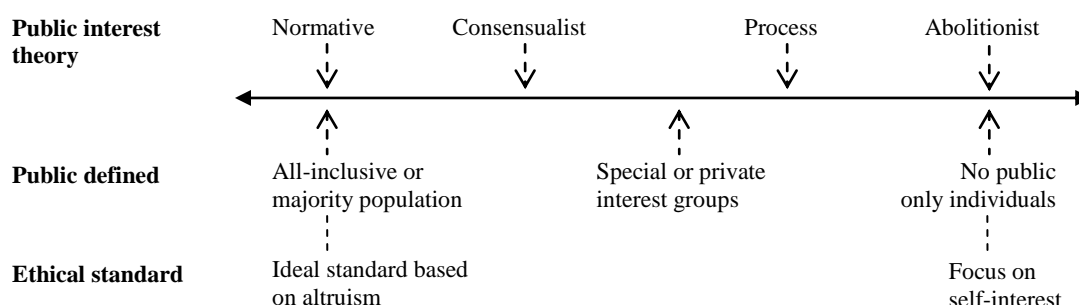 Public interest theory Normative Consensualist Process Abolitionist
Public defined All-inclusive or majority population Special or private interest groups No public only individuals
Ethical standard Ideal standard based on altruism Focus on self-interest